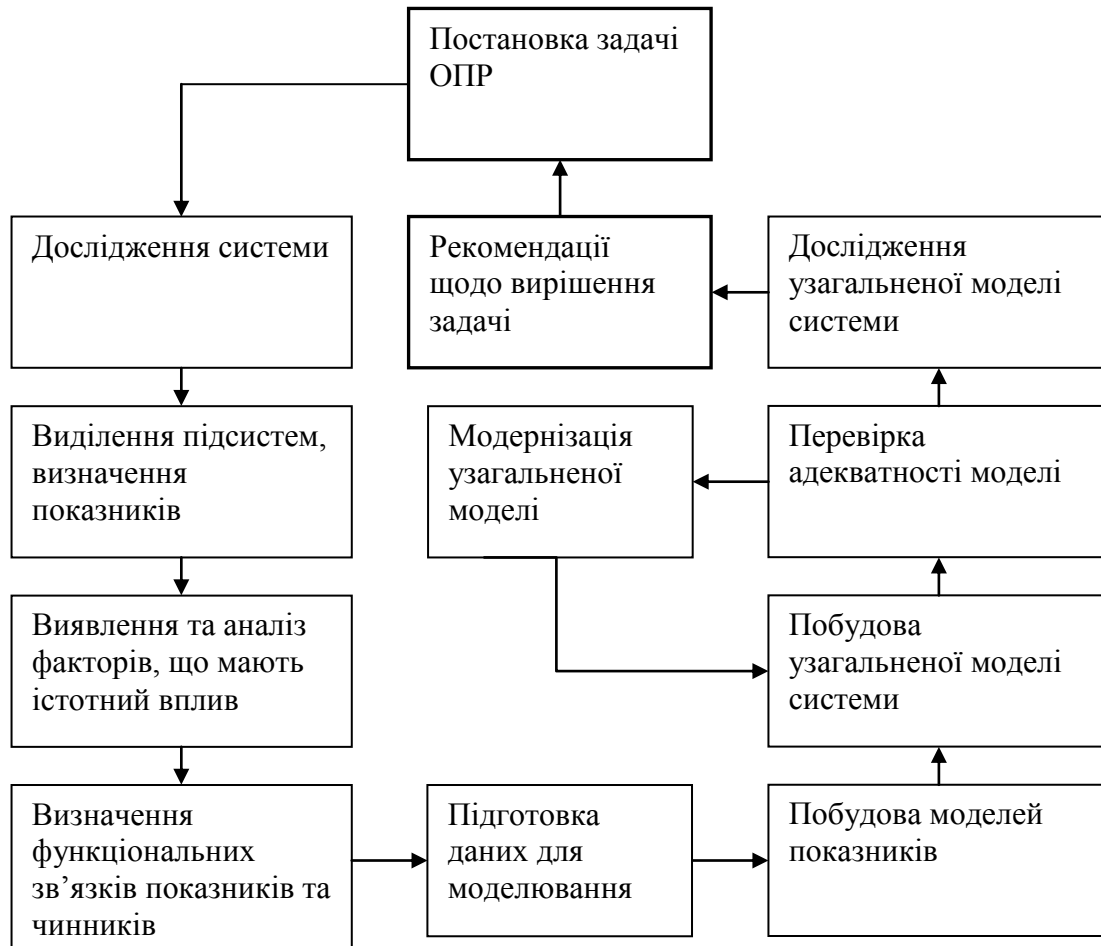 Постановка задачі
ОПР
Дослідження системи
Рекомендації
щодо вирішення
задачі
Дослідження
узагальненої моделі
системи
Виділення підсистем,
визначення
показників
Модернізація
узагальненої
моделі
Перевірка
адекватності моделі
Виявлення та аналіз
факторів, що мають
істотний вплив
Побудова
узагальненої моделі
системи
Визначення
функціональних
зв’язків показників та
чинників
Підготовка
даних для
моделювання
Побудова моделей
показників